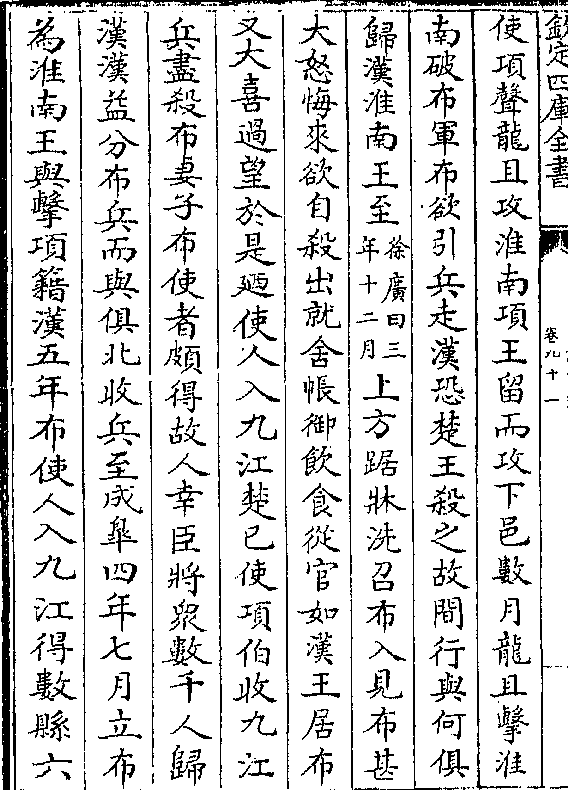 欽定四庫全書
卷九十一
使項聲龍且攻淮南項王留而攻下邑數月龍且擊淮
南破布軍布欲引兵走漢恐楚王殺之故間行與何俱
歸漢淮南王至徐廣曰三年十二月上方踞牀洗召布入見布甚
大怒悔來欲自殺出就舍帳御飲食從官如漢王居布
又大喜過望於是廼使人入九江楚已使項伯收九江
兵盡殺布妻子布使者頗得故人幸臣將衆數千人歸
漢漢益分布兵而與俱北收兵至成臯四年七月立布
為淮南王與擊項籍漢五年布使人入九江得數縣六